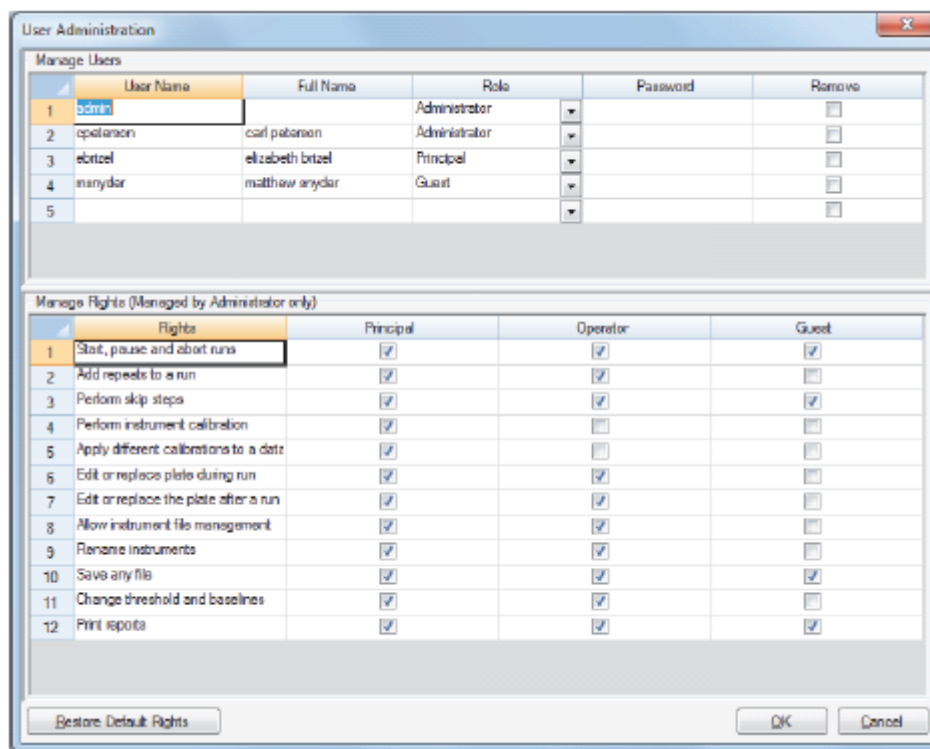 User Administration
Manage Users
User Name Full Name Role Password Remove
1 admin Administrator
2 cpeterson carl peterson Administrator
3 ebrizel elizabeth brizel Principal
4 msnyder matthew snyder Guest
5
Manage Rights (Managed by Administrator only)
Rights Principal Operator Guest
1 Start, pause and abort runs
2 Add repeats to a run
3 Perform skip steps
4 Perform instrument calibration
5 Apply different calibrations to a data
6 Edit or replace plate during run
7 Edit or replace the plate after a run
8 Allow instrument file management
9 Rename instruments
10 Save any file
11 Change threshold and baselines
12 Print reports
Restore Default Rights OK Cancel